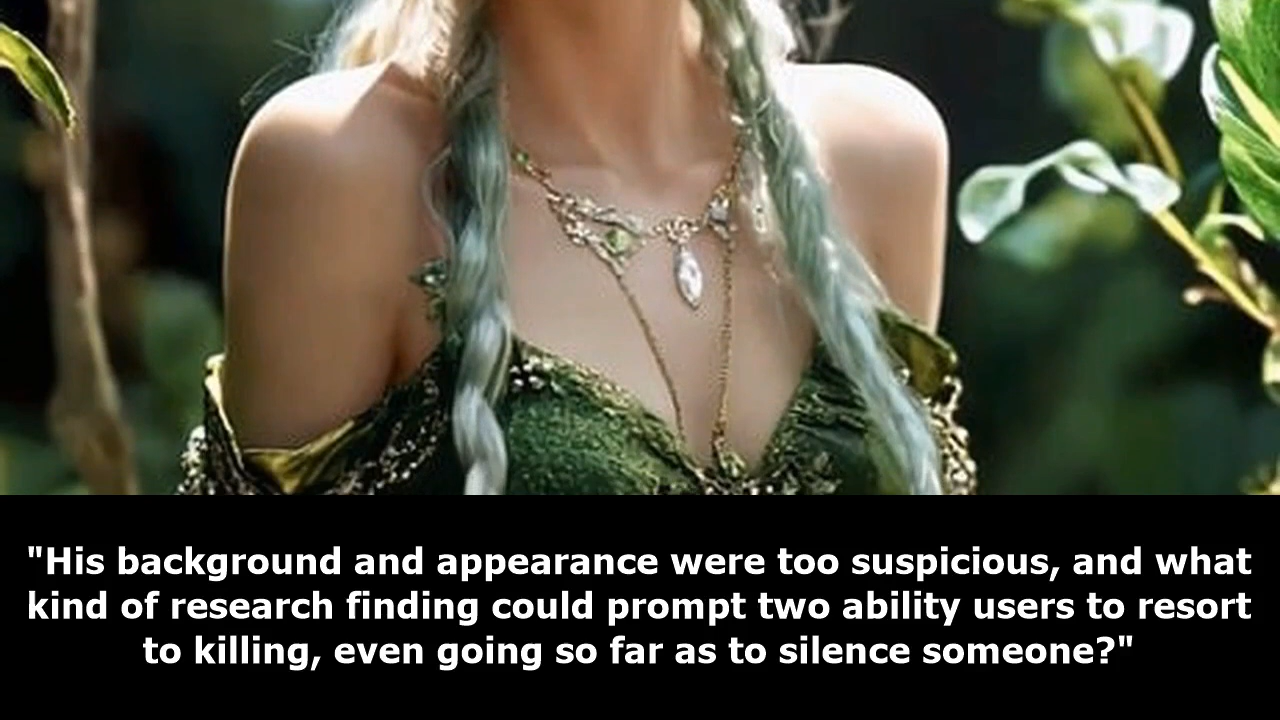 "His background and appearance were too suspicious, and what
kind of research finding could prompt two ability users to resort
to killing, even going so far as to silence someone?"